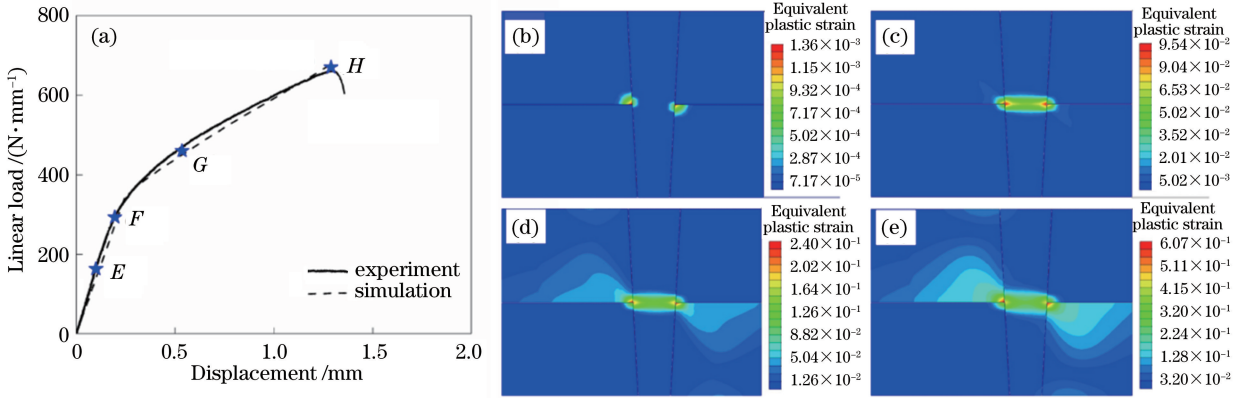 (a)
800
600
400
200
0
Linear load /(N·mm⁻¹)
E
F
G
H
experiment
simulation
0
0.5
1.0
1.5
2.0
Displacement /mm
(b)
Equivalent
plastic strain
1.36×10⁻³
1.15×10⁻³
9.32×10⁻⁴
7.17×10⁻⁴
5.02×10⁻⁴
2.87×10⁻⁴
7.17×10⁻⁵
(c)
Equivalent
plastic strain
9.54×10⁻²
9.04×10⁻²
6.53×10⁻²
5.02×10⁻²
3.52×10⁻²
2.01×10⁻²
5.02×10⁻³
(d)
Equivalent
plastic strain
2.40×10⁻¹
2.02×10⁻¹
1.64×10⁻¹
1.26×10⁻¹
8.82×10⁻²
5.04×10⁻²
1.26×10⁻²
(e)
Equivalent
plastic strain
6.07×10⁻¹
5.11×10⁻¹
4.15×10⁻¹
3.20×10⁻¹
2.24×10⁻¹
1.28×10⁻¹
3.20×10⁻²